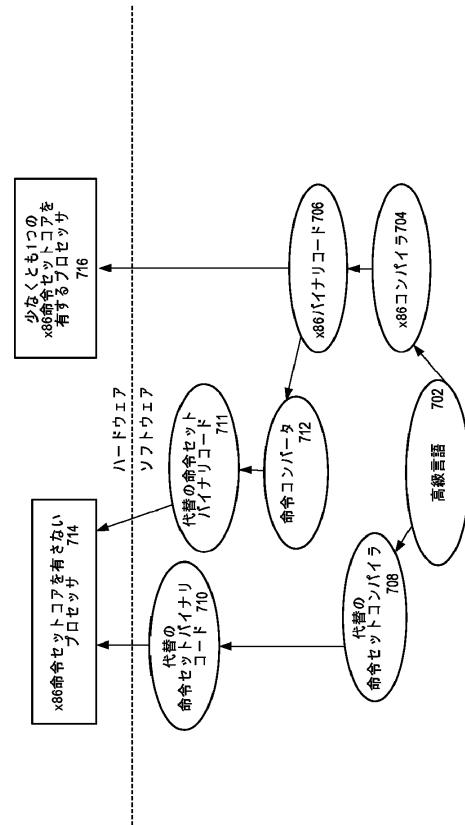 x86命令セットコアを有さない
プロセッサ
714
少なくとも1つの
x86命令セットコアを
有するプロセッサ
716
ハードウェア
ソフトウェア
代替の
命令セットバイナリ
コード 710
代替の命令セット
バイナリコード
711
命令コンバータ
712
x86バイナリコード 706
代替の
命令セットコンパイラ
708
x86コンパイラ 704
高級言語 702